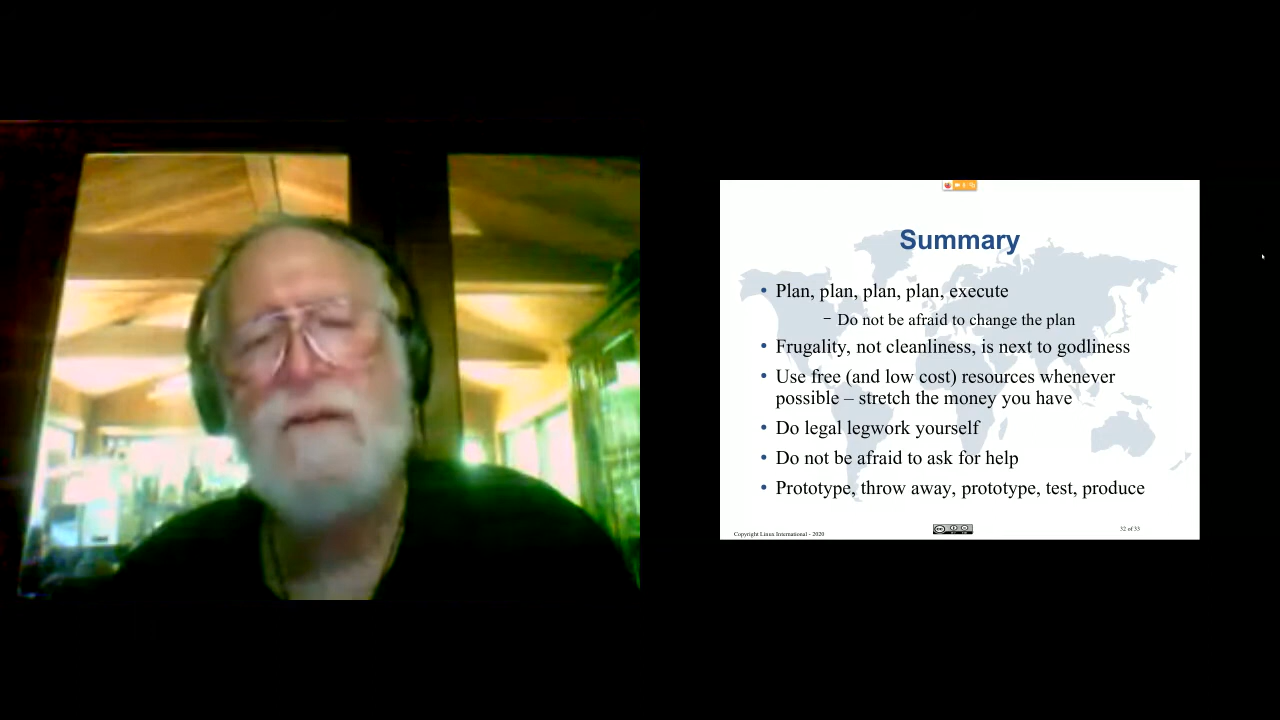 Summary
• Plan, plan, plan, plan, execute
– Do not be afraid to change the plan
• Frugality, not cleanliness, is next to godliness
• Use free (and low cost) resources whenever
possible – stretch the money you have
• Do legal legwork yourself
• Do not be afraid to ask for help
• Prototype, throw away, prototype, test, produce
Copyright Linux International - 2020
32 of 33